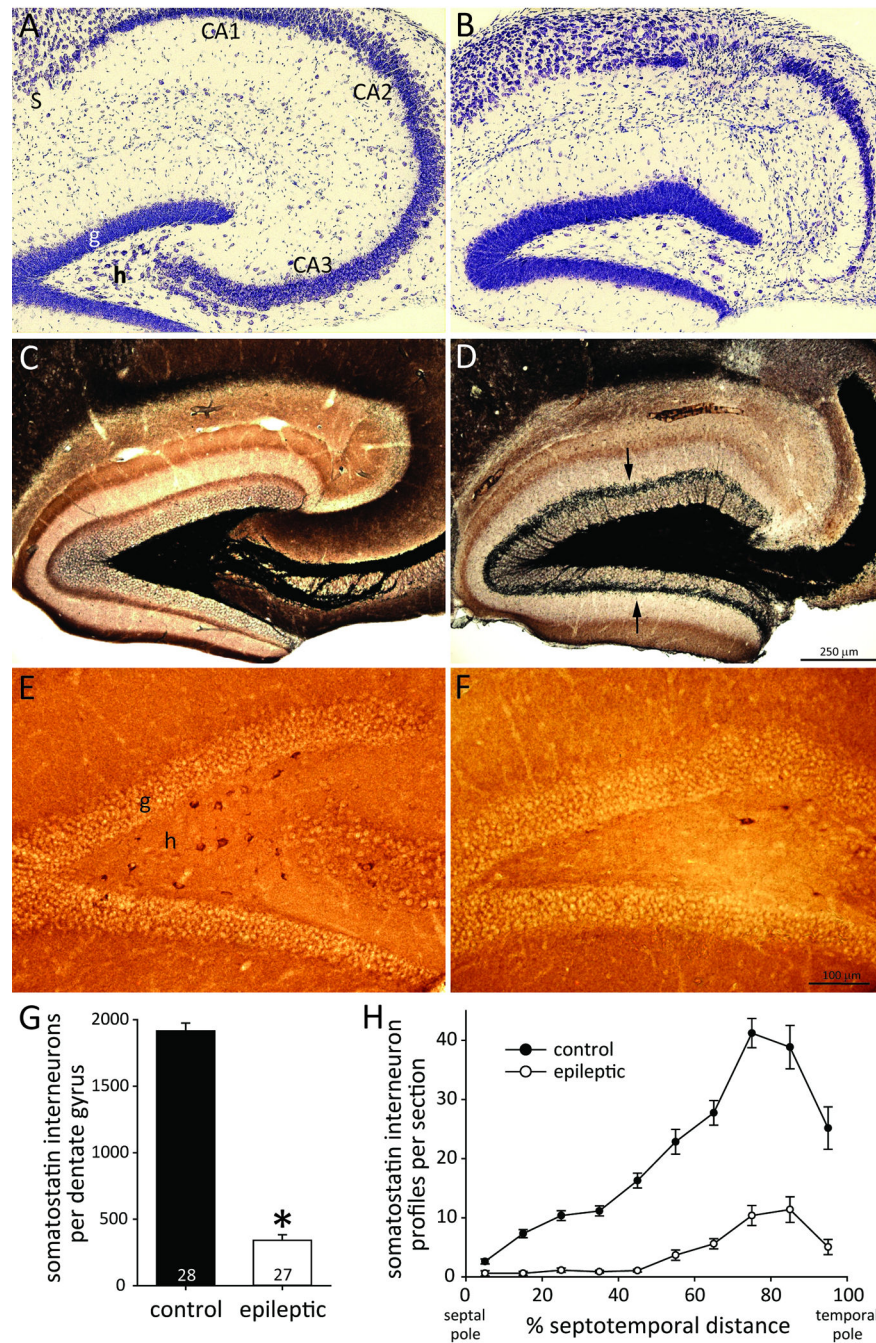 A
CA1
CA2
S
g
h
CA3
B
C
D
250 μm
E
g
h
F
100 μm
G
somatostatin interneurons
per dentate gyrus
2000
1500
1000
500
0
*
28
27
control
epileptic
H
somatostatin interneuron
profiles per section
40
30
20
10
0
control
epileptic
0
20
40
60
80
100
septal
pole
% septotemporal distance
temporal
pole